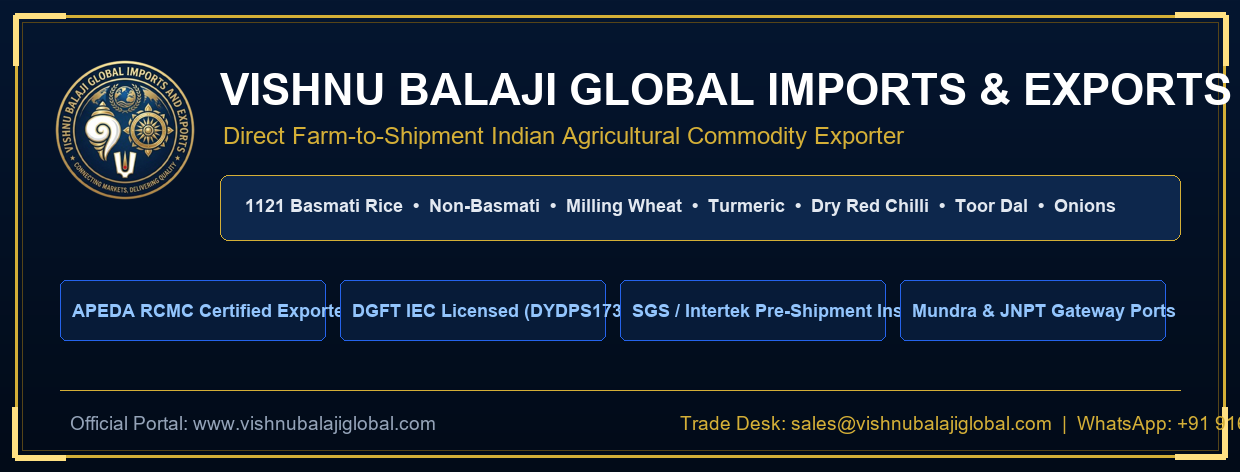 VISHNU BALAJI GLOBAL IMPORTS AND EXPORTS
★ CONNECTING MARKETS, DELIVERING QUALITY ★
VISHNU BALAJI GLOBAL IMPORTS & EXPORTS
Direct Farm-to-Shipment Indian Agricultural Commodity Exporter
1121 Basmati Rice • Non-Basmati • Milling Wheat • Turmeric • Dry Red Chilli • Toor Dal • Onions
APEDA RCMC Certified Exporte
DGFT IEC Licensed (DYDPS173
SGS / Intertek Pre-Shipment Ins
Mundra & JNPT Gateway Ports
Official Portal: www.vishnubalajiglobal.com
Trade Desk: sales@vishnubalajiglobal.com | WhatsApp: +91 916